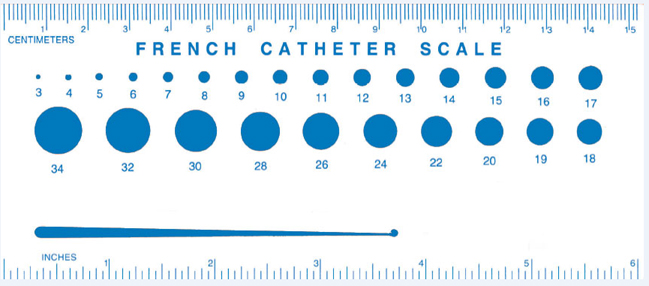 1 2 3 4 5 6 7 8 9 10 11 12 13 14 15
CENTIMETERS
FRENCH CATHETER SCALE
3 4 5 6 7 8 9 10 11 12 13 14 15 16 17
34 32 30 28 26 24 22 20 19 18
INCHES
1 2 3 4 5 6